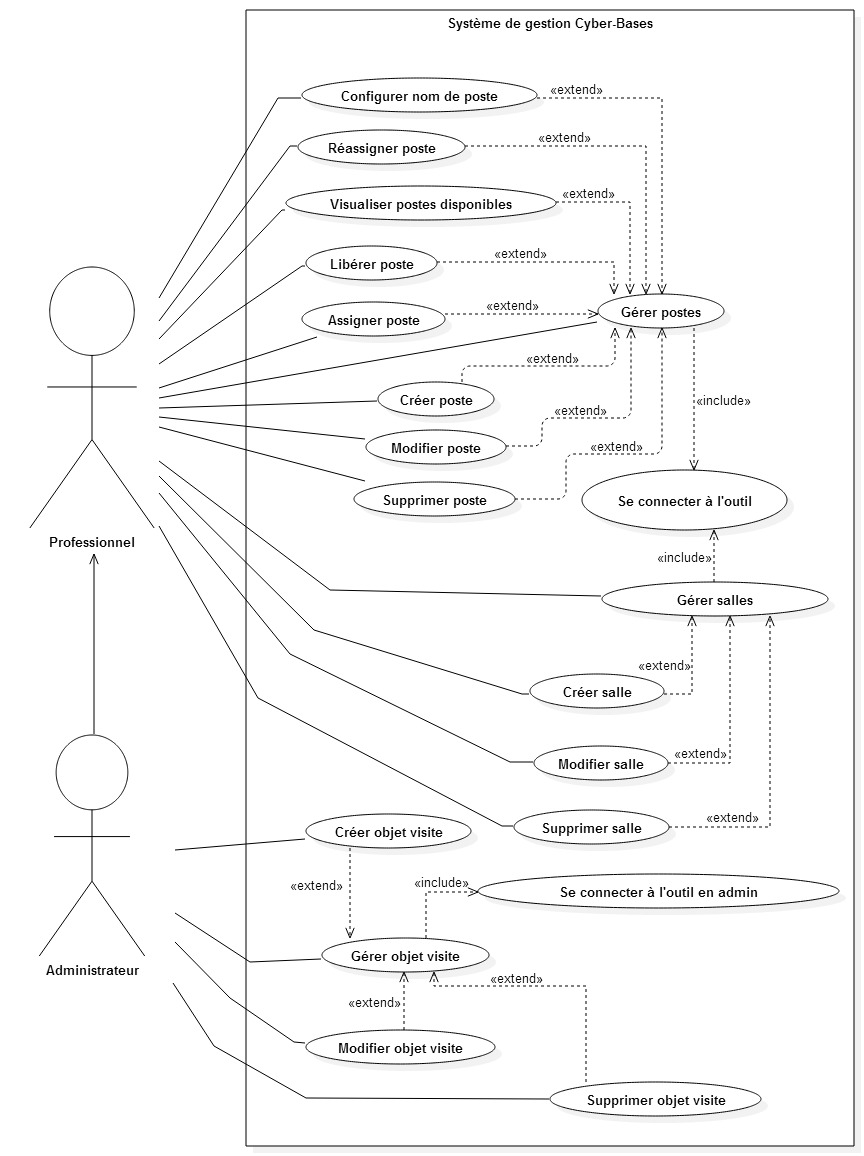 Système de gestion Cyber-Bases
Configurer nom de poste
«extend»
Réassigner poste
«extend»
Visualiser postes disponibles
«extend»
Libérer poste
«extend»
Assigner poste
«extend»
Gérer postes
«extend»
Créer poste
«include»
«extend»
Modifier poste
«extend»
Supprimer poste
Se connecter à l'outil
Professionnel
«include»
Gérer salles
«extend»
Créer salle
«extend»
Modifier salle
«extend»
Supprimer salle
Créer objet visite
«extend»
«include»
Se connecter à l'outil en admin
Gérer objet visite
Administrateur
«extend»
«extend»
Modifier objet visite
Supprimer objet visite